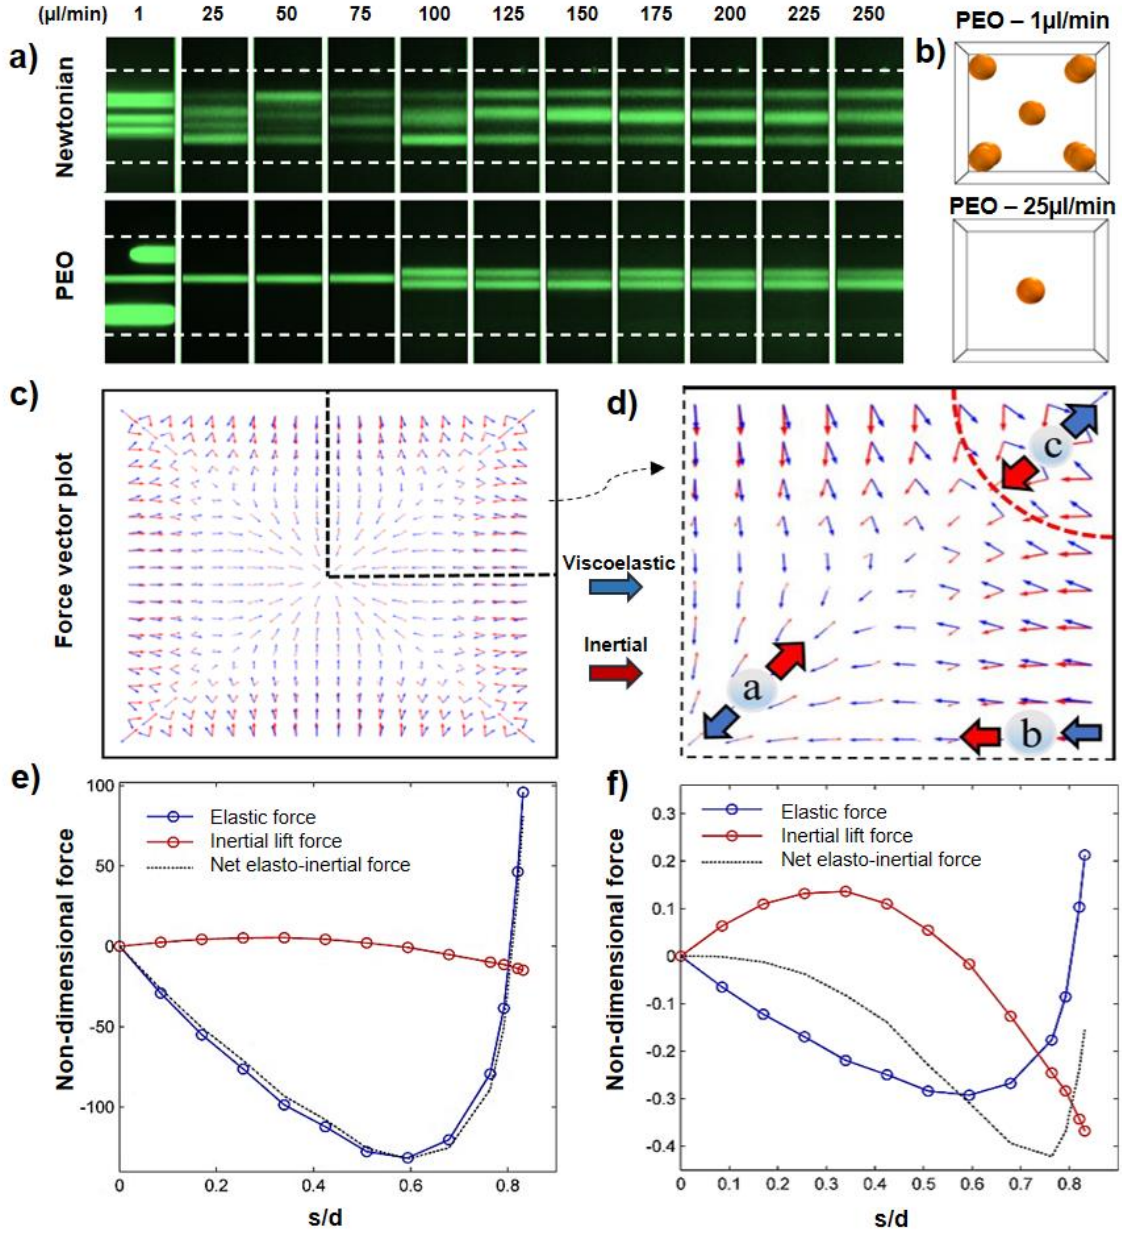 (µl/min) 1 25 50 75 100 125 150 175 200 225 250
a)
Newtonian
PEO
b)
PEO – 1µl/min
PEO – 25µl/min
c)
Force vector plot
d)
Viscoelastic
Inertial
a
b
c
e)
Non-dimensional force
100
50
0
-50
-100
Elastic force
Inertial lift force
Net elasto-inertial force
0 0.2 0.4 0.6 0.8
s/d
f)
Non-dimensional force
0.3
0.2
0.1
0
-0.1
-0.2
-0.3
-0.4
Elastic force
Inertial lift force
Net elasto-inertial force
0 0.1 0.2 0.3 0.4 0.5 0.6 0.7 0.8
s/d